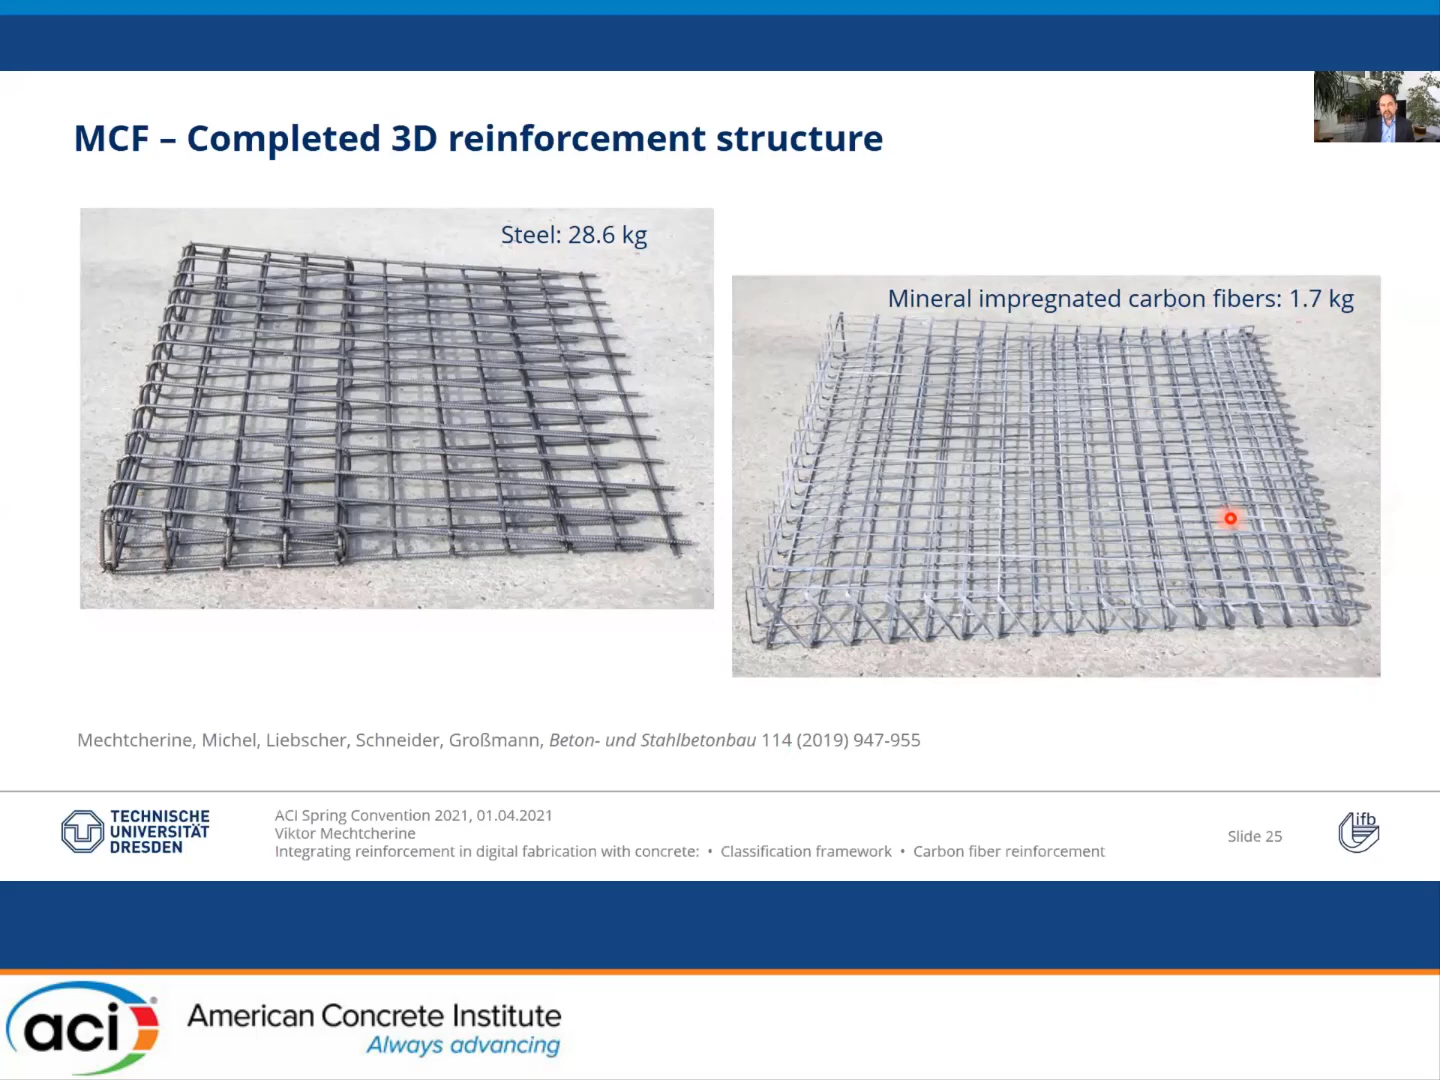 MCF – Completed 3D reinforcement structure
Steel: 28.6 kg
Mineral impregnated carbon fibers: 1.7 kg
Mechtcherine, Michel, Liebscher, Schneider, Großmann, Beton- und Stahlbetonbau 114 (2019) 947-955
TECHNISCHE
UNIVERSITÄT
DRESDEN
ACI Spring Convention 2021, 01.04.2021
Viktor Mechtcherine
Integrating reinforcement in digital fabrication with concrete: • Classification framework • Carbon fiber reinforcement
Slide 25
ifb
aci®
American Concrete Institute
Always advancing